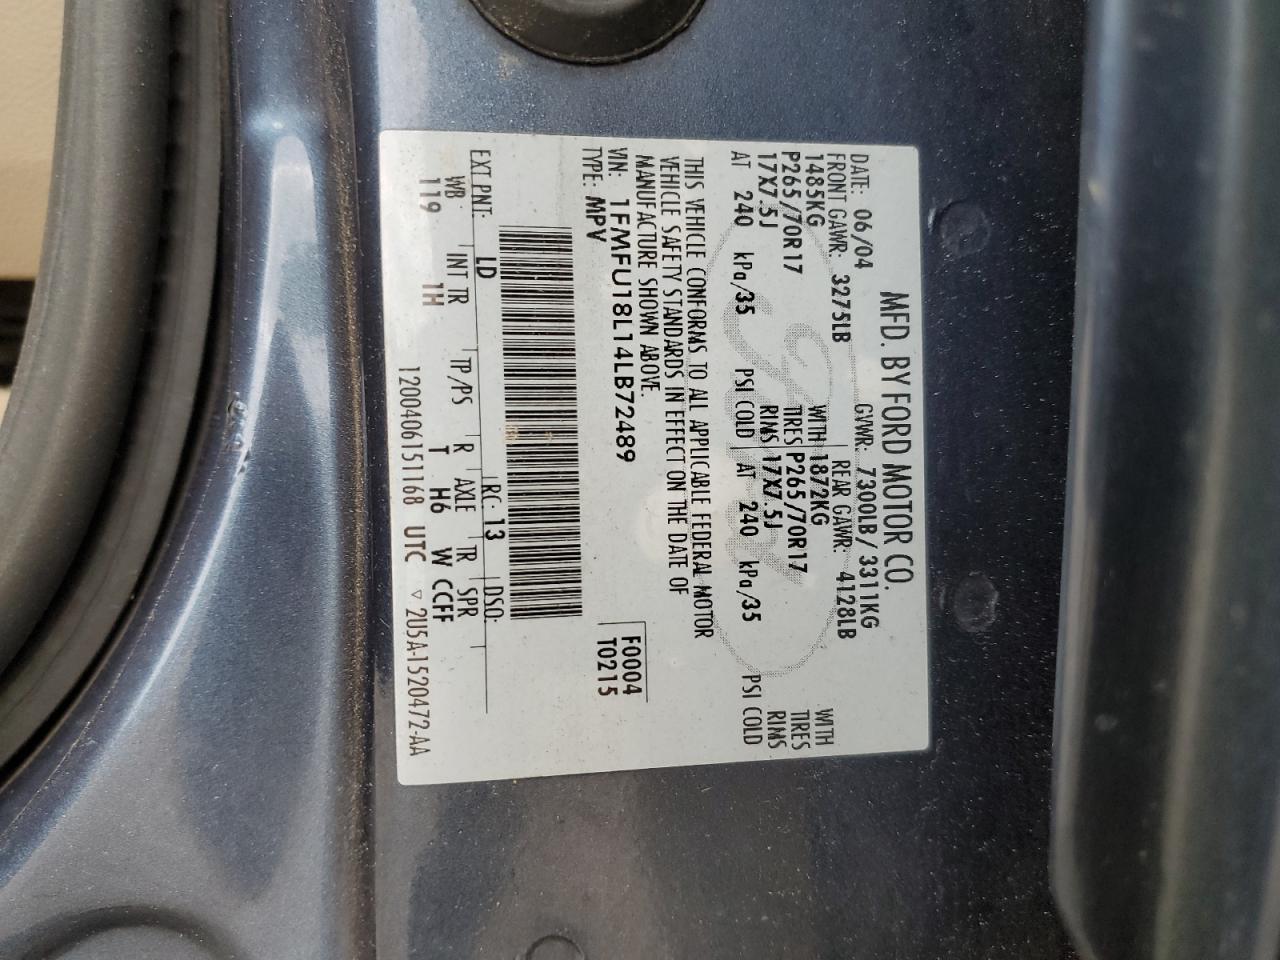 MFD. BY FORD MOTOR CO.
DATE: 06/04 GVWR: 7300LB/3311KG
FRONT GAWR: 3275LB REAR GAWR: 4128LB
1485KG WITH 1872KG WITH
P265/70R17 TIRES P265/70R17 TIRES
17X7.5J RIMS 17X7.5J RIMS
AT 240 kPa/35 PSI COLD AT 240 kPa/35 PSI COLD
THIS VEHICLE CONFORMS TO ALL APPLICABLE FEDERAL MOTOR
VEHICLE SAFETY STANDARDS IN EFFECT ON THE DATE OF
MANUFACTURE SHOWN ABOVE.
VIN: 1FMFU18L14LB72489 F0004
TYPE: MPV T0215
EXT PNT: LD RC: 13 DSO:
WB INT TR TP/PS R AXLE TR SPR
119 1H T H6 W CCFF
1200406151168 UTC ▽ 2U5A-1520472-AA